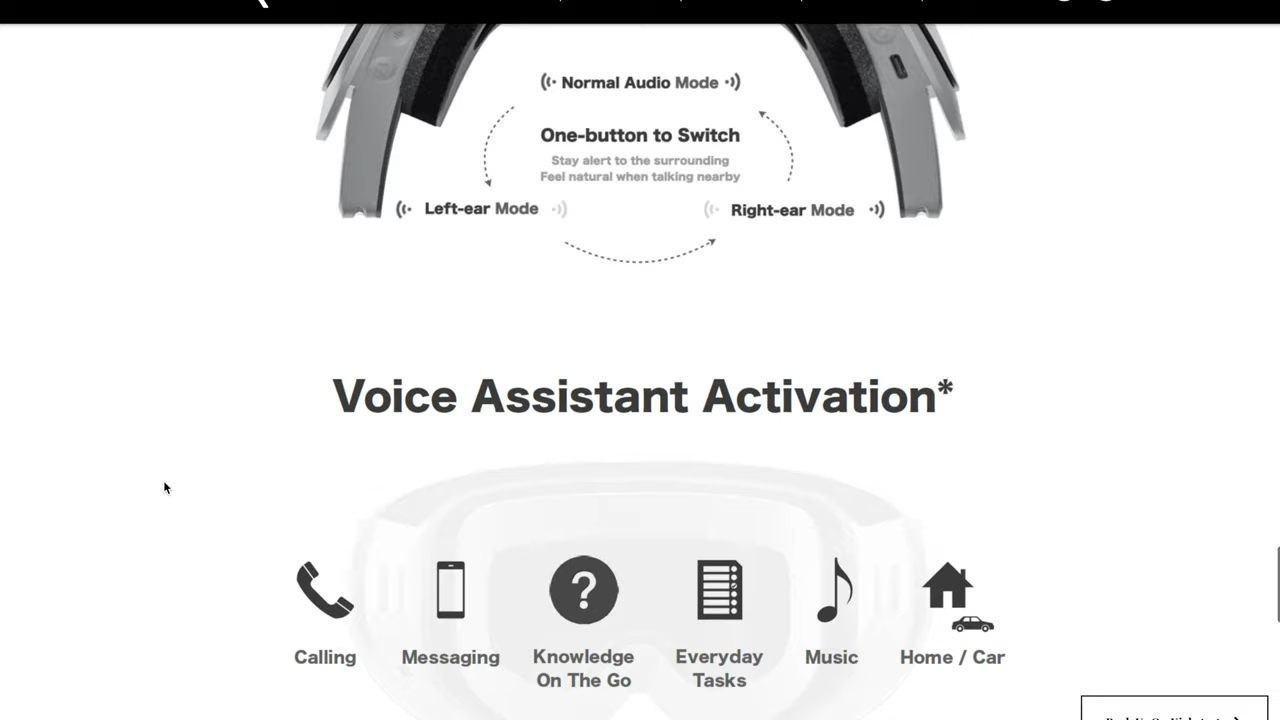 Normal Audio Mode
One-button to Switch
Stay alert to the surrounding
Feel natural when talking nearby
Left-ear Mode
Right-ear Mode
Voice Assistant Activation*
Calling
Messaging
Knowledge
On The Go
Everyday
Tasks
Music
Home / Car